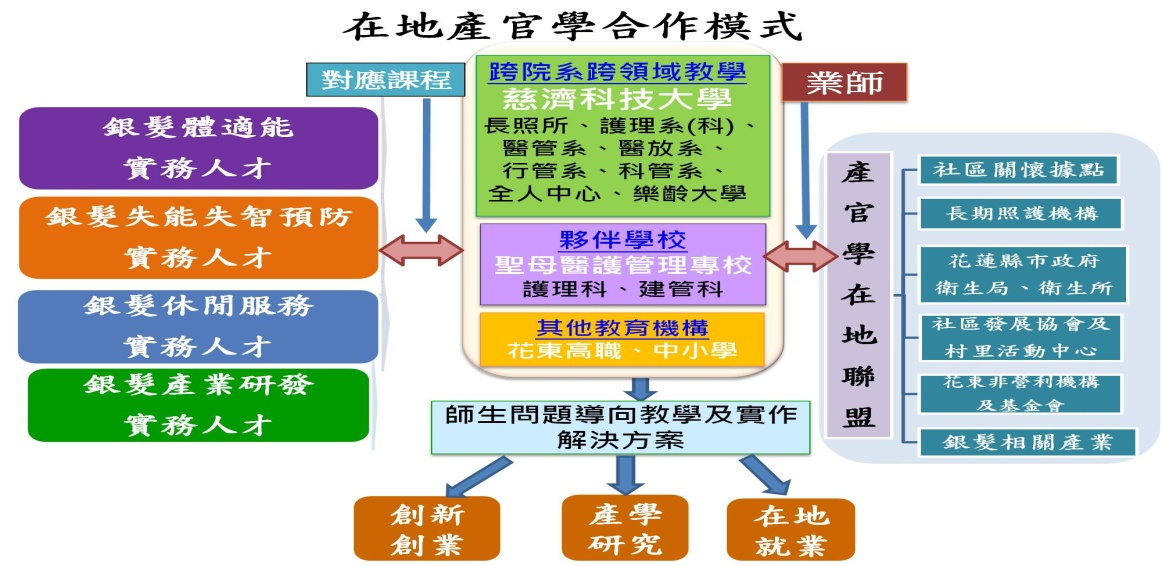 在地產官學合作模式
對應課程
銀髮體適能
實務人才
銀髮失能失智預防
實務人才
銀髮休閒服務
實務人才
銀髮產業研發
實務人才
跨院系跨領域教學
慈濟科技大學
長照所、護理系(科)、
醫管系、醫放系、
行管系、科管系、
全人中心、樂齡大學
夥伴學校
聖母醫護管理專校
護理科、建管科
其他教育機構
花東高職、中小學
業師
產官學在地聯盟
社區關懷據點
長期照護機構
花蓮縣市政府
衛生局、衛生所
社區發展協會及
村里活動中心
花東非營利機構
及基金會
銀髮相關產業
師生問題導向教學及實作
解決方案
創新
創業
產學
研究
在地
就業